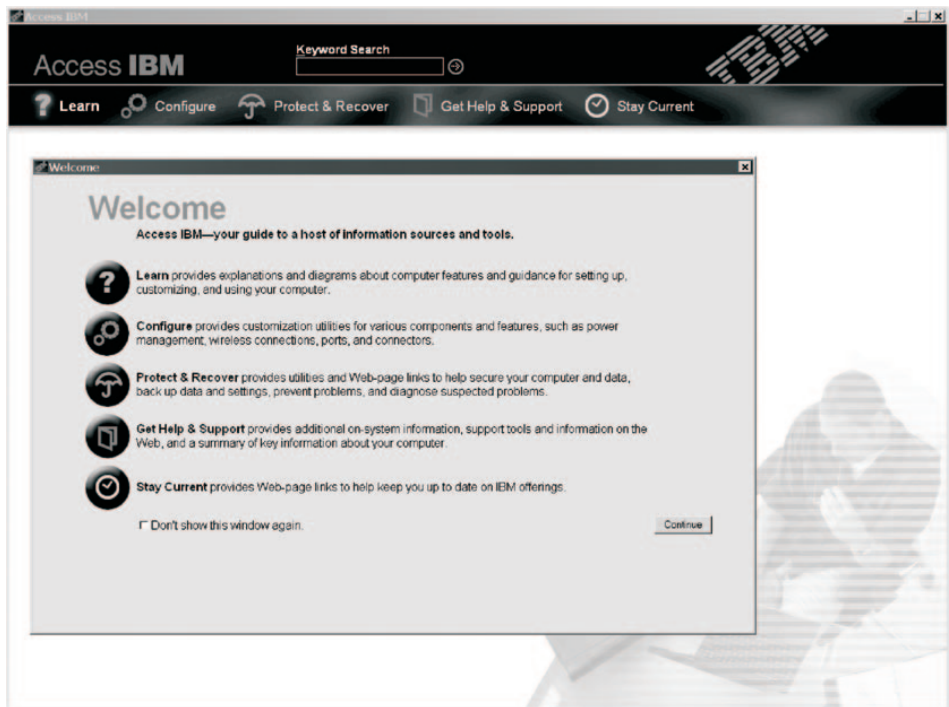 Access IBM
Keyword Search
Access IBM
IBM
Learn Configure Protect & Recover Get Help & Support Stay Current
Welcome
Welcome
Access IBM—your guide to a host of information sources and tools.
Learn provides explanations and diagrams about computer features and guidance for setting up,
customizing, and using your computer.
Configure provides customization utilities for various components and features, such as power
management, wireless connections, ports, and connectors.
Protect & Recover provides utilities and Web-page links to help secure your computer and data,
back up data and settings, prevent problems, and diagnose suspected problems.
Get Help & Support provides additional on-system information, support tools and information on the
Web, and a summary of key information about your computer.
Stay Current provides Web-page links to help keep you up to date on IBM offerings.
Don't show this window again.
Continue